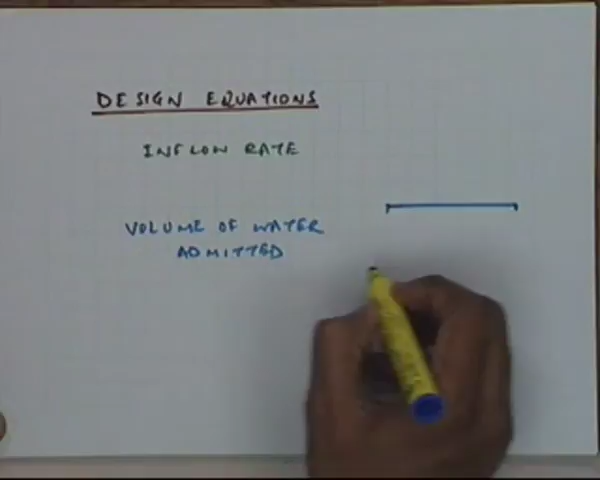 DESIGN EQUATIONS
INFLOW RATE
VOLUME OF WATER
ADMITTED